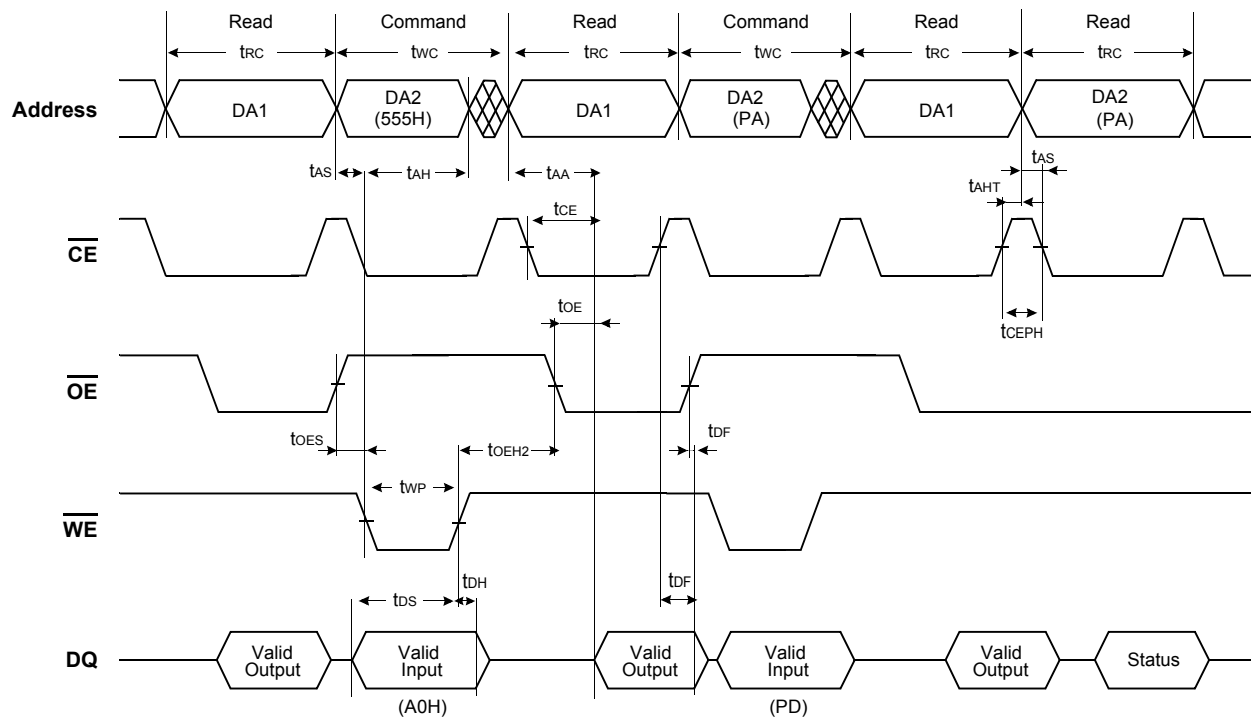 Read Command Read Command Read Read
tRC tWC tRC tWC tRC tRC
Address DA1 DA2 (555H) DA1 DA2 (PA) DA1 DA2 (PA)
tAS tAH tAA tAS
tAHT
tCE
CE
tOE tCEPH
OE
tOES tOEH2 tDF
tWP
WE
tDH tDF
tDS
DQ Valid Output Valid Input Valid Output Valid Input Valid Output Status
(A0H) (PD)